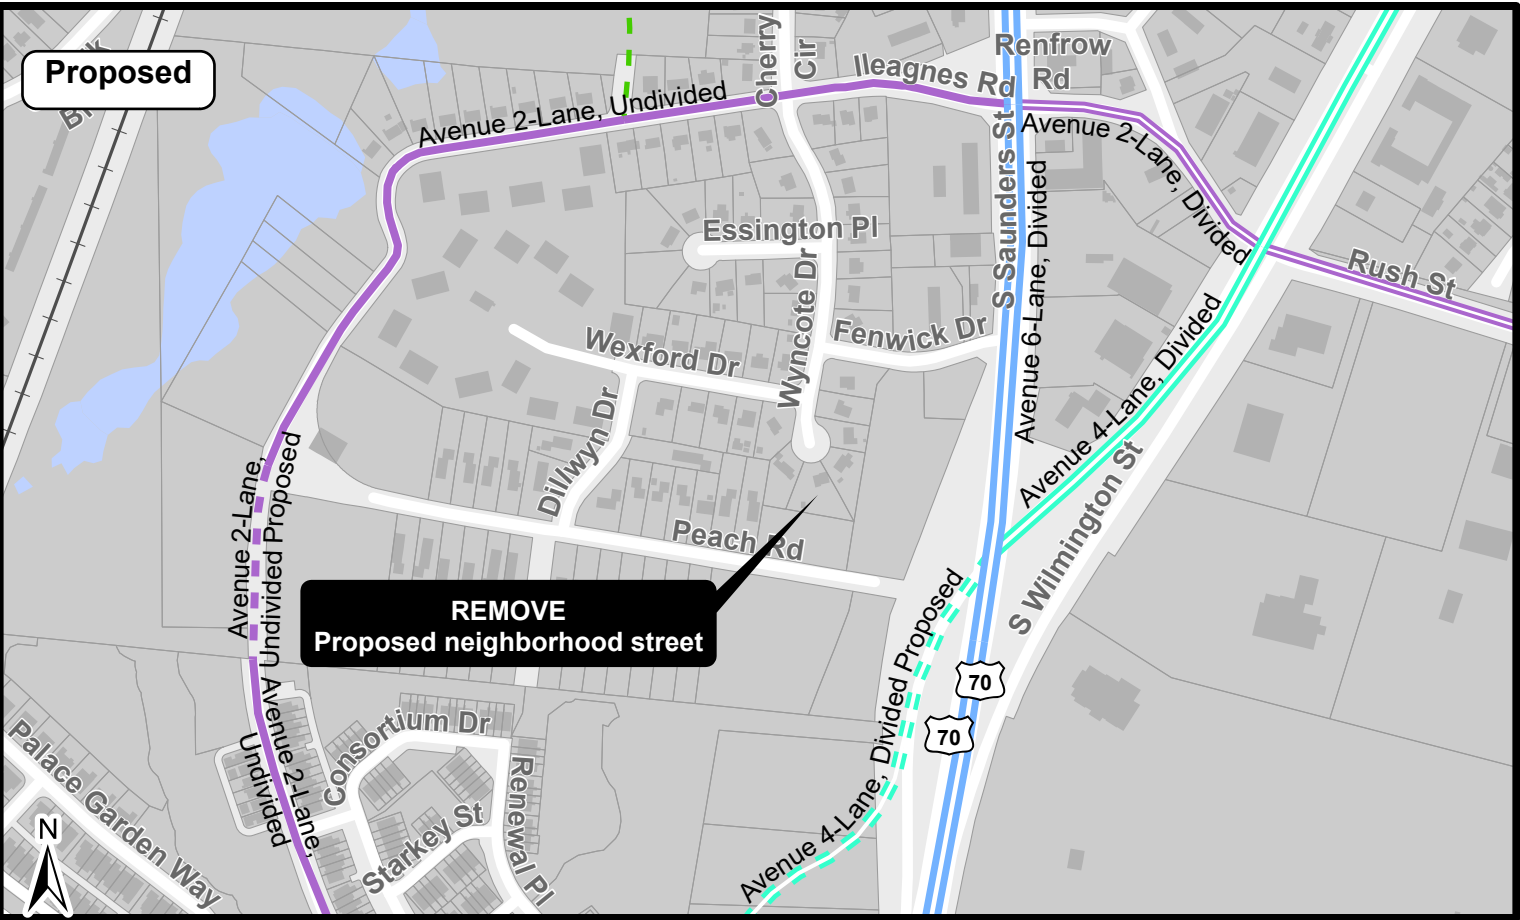 Proposed
Cherry
Cir
Renfrow
Rd
Ileagnes Rd
Avenue 2-Lane, Undivided
Avenue 2-Lane, Divided
S Saunders St
Avenue 6-Lane, Divided
Essington Pl
Wyncote Dr
Fenwick Dr
Rush St
Wexford Dr
Dillwyn Dr
Avenue 4-Lane, Divided
S Wilmington St
Avenue 2-Lane,
Undivided Proposed
Peach Rd
REMOVE
Proposed neighborhood street
Avenue 4-Lane, Divided Proposed
70
70
Avenue 2-Lane,
Undivided
Consortium Dr
Renewal Pl
Starkey St
Palace Garden Way
N